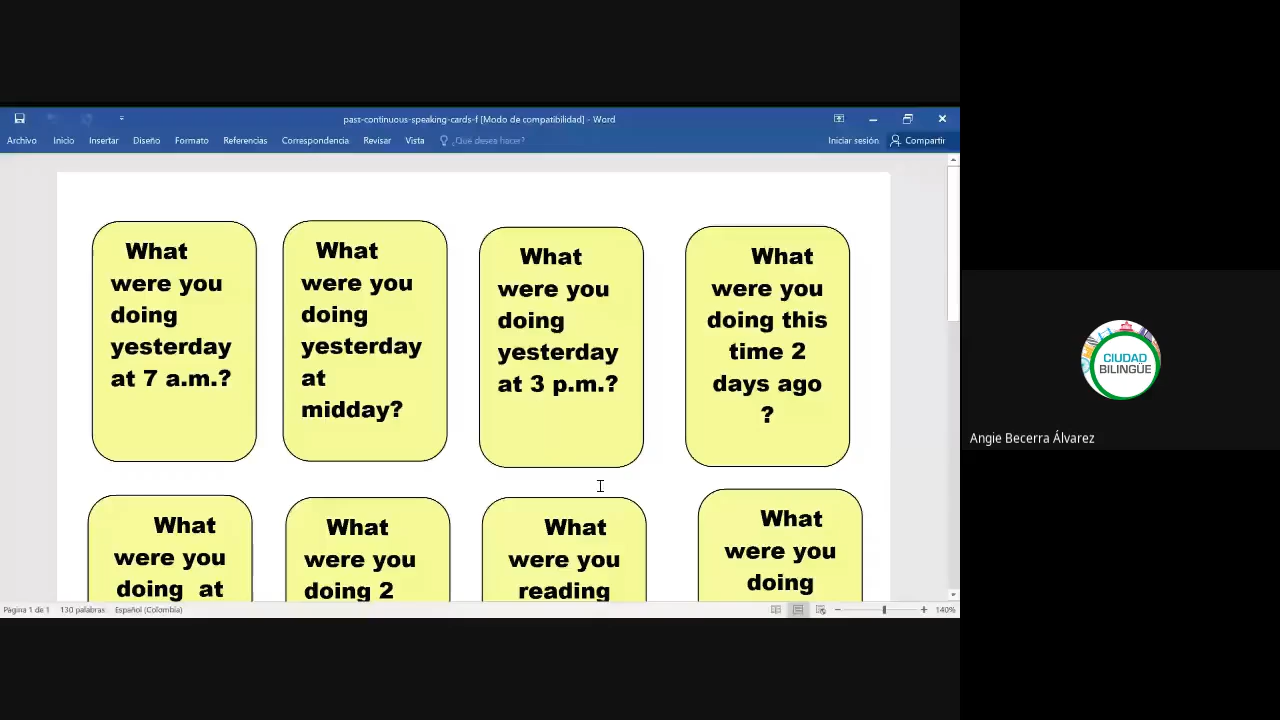 past-continuous-speaking-cards-f [Modo de compatibilidad] - Word
Archivo Inicio Insertar Diseño Formato Referencias Correspondencia Revisar Vista ¿Qué desea hacer? Iniciar sesión Compartir
What
were you
doing
yesterday
at 7 a.m.?
What
were you
doing
yesterday
at
midday?
What
were you
doing
yesterday
at 3 p.m.?
What
were you
doing this
time 2
days ago
?
What
were you
doing at
What
were you
doing 2
What
were you
reading
What
were you
doing
Página 1 de 1 130 palabras Español (Colombia) 140%
CIUDAD
BILINGÜE
Angie Becerra Álvarez